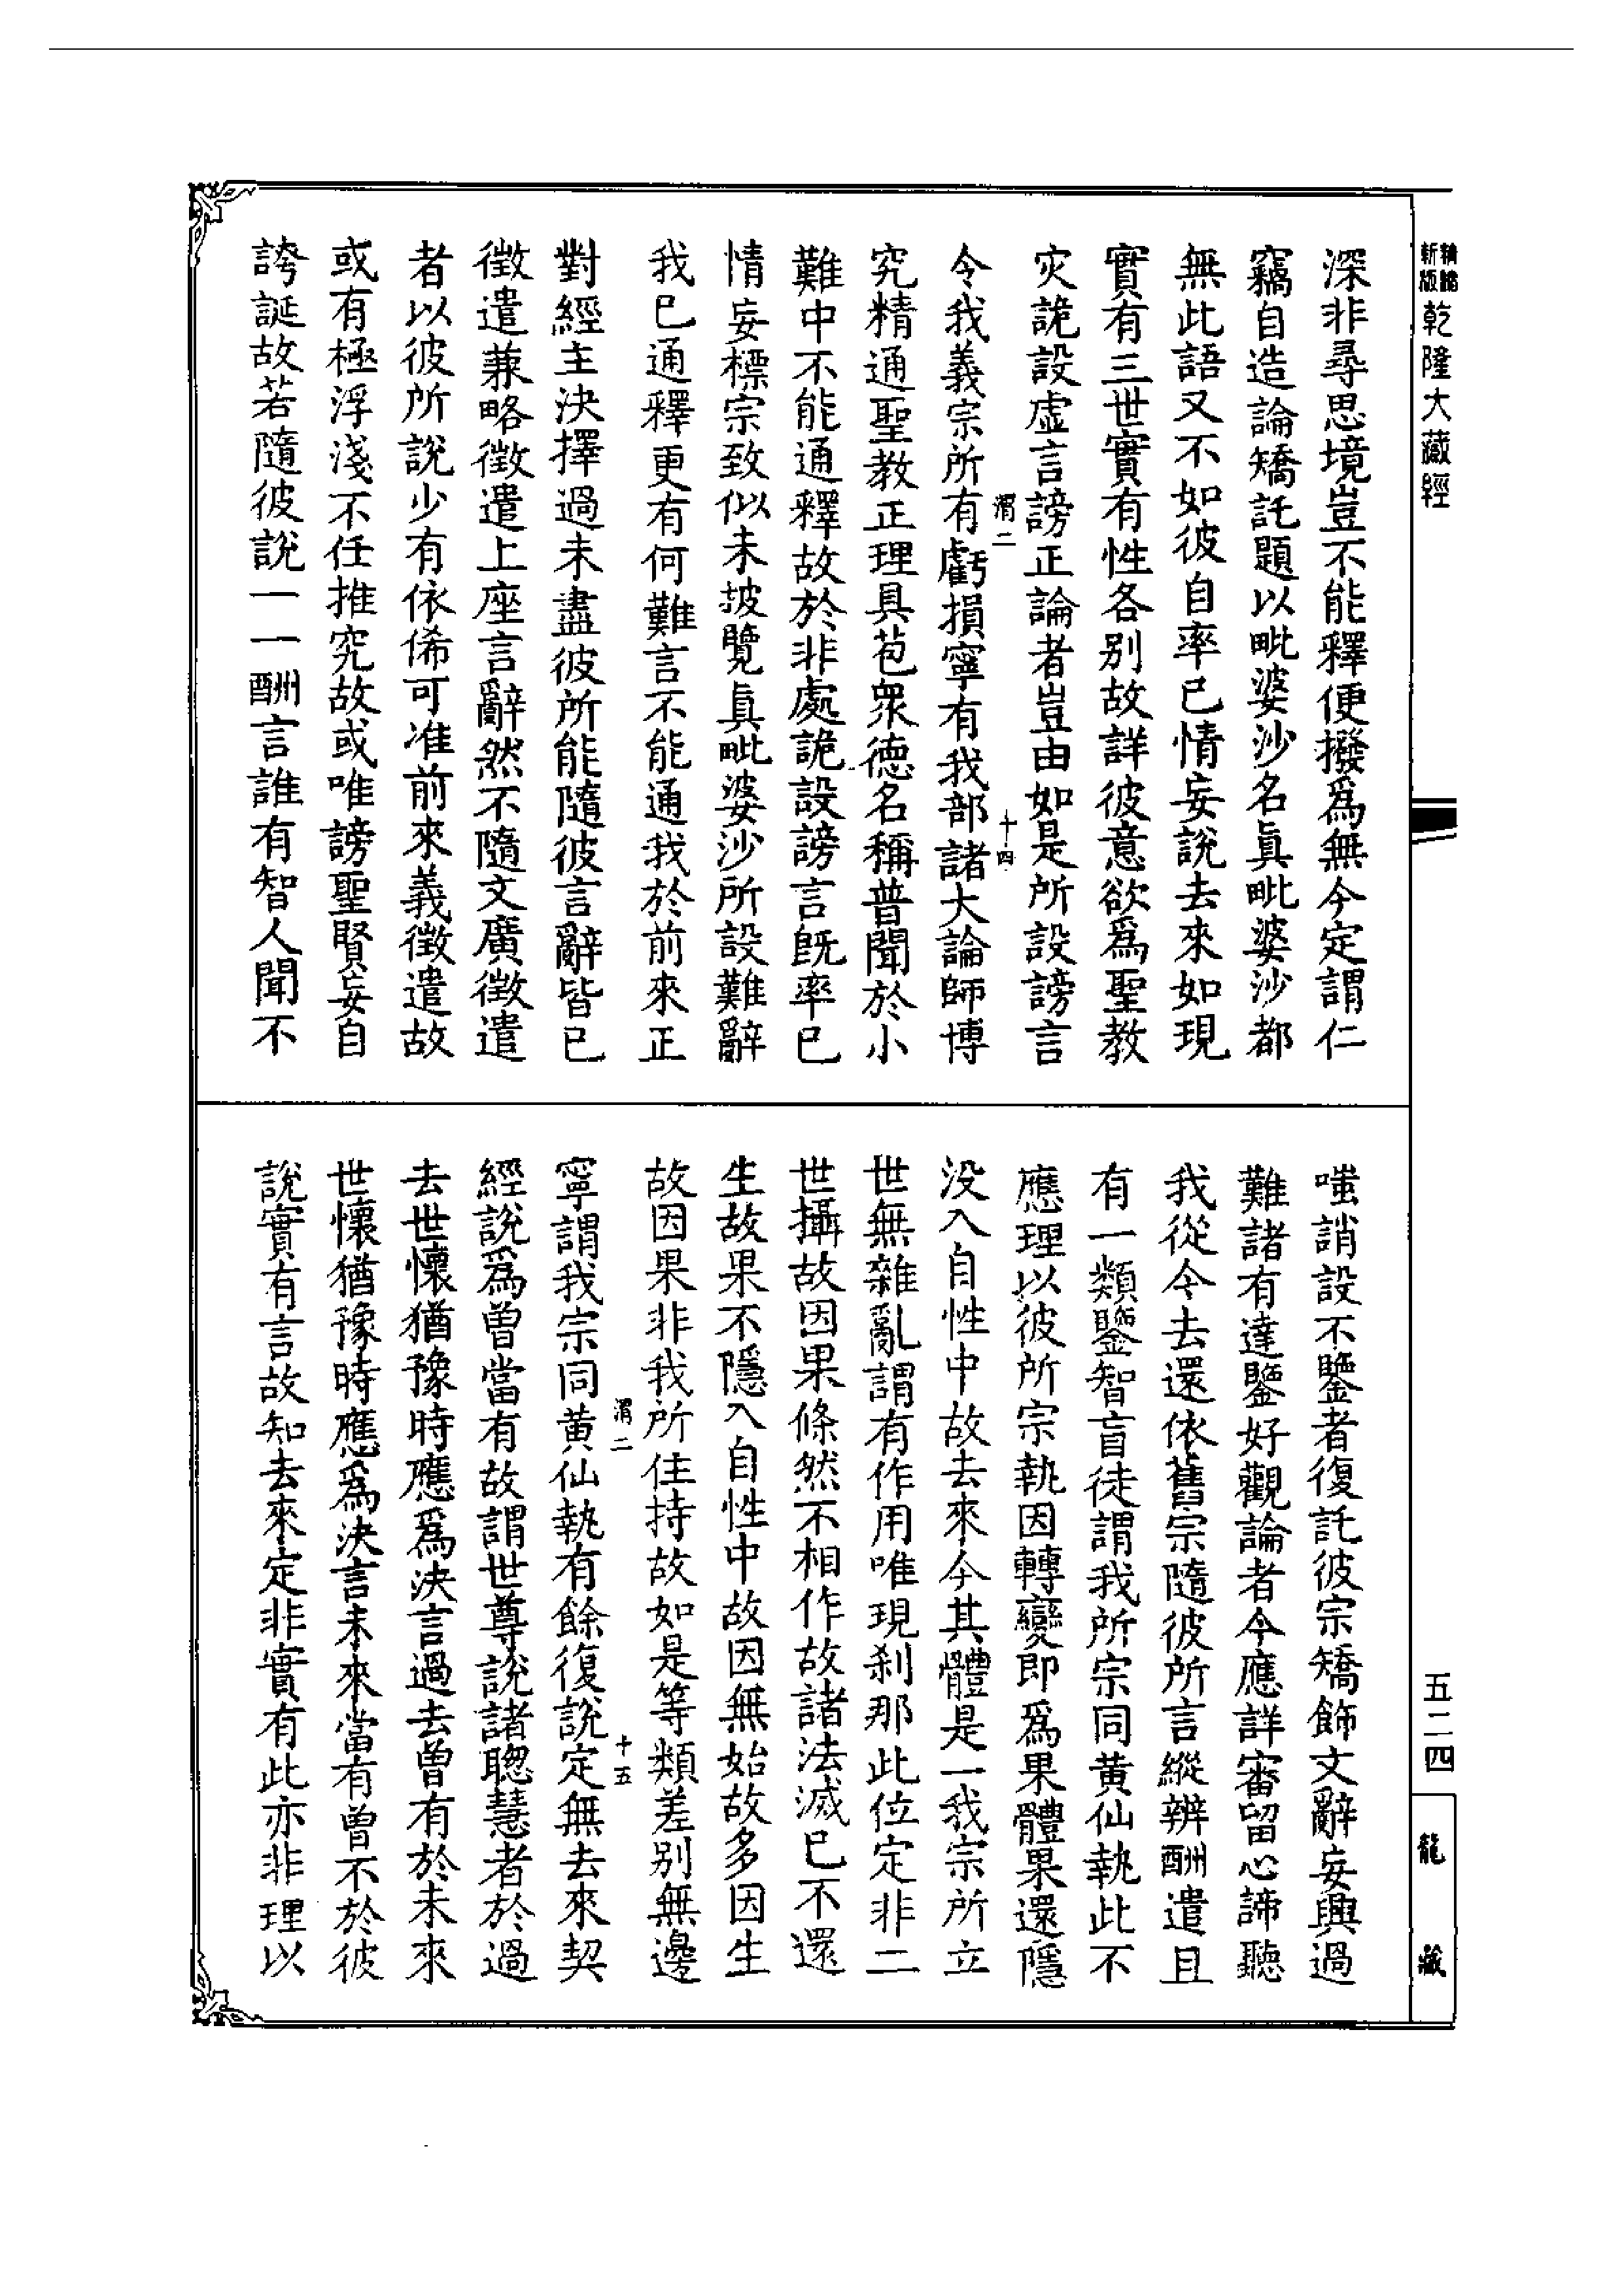 新版輯縮乾隆大藏經
五二四
龍藏
深非尋思境豈不能釋便撥爲無今定謂仁
竊自造論矯託題以毗婆沙名眞毗婆沙都
無此語又不如彼自率已情妄說去來如現
實有三世實有性各別故詳彼意欲爲聖教
灾詭設虛言謗正論者豈由如是所設謗言
渭二 十四
令我義宗所有虧損寧有我部諸大論師博
究精通聖教正理具苞衆德名稱普聞於小
難中不能通釋故於非處詭設謗言旣率已
情妄標宗致似未披覽眞毗婆沙所設難辭
我已通釋更有何難言不能通我於前來正
對經主決擇過未盡彼所能隨彼言辭皆已
徵遣兼略徵遣上座言辭然不隨文廣徵遣
者以彼所說少有依俙可准前來義徵遣故
或有極浮淺不任推究故或唯謗聖賢妄自
誇誕故若隨彼說一一酬言誰有智人聞不
嗤誚設不鑒者復託彼宗矯飾文辭妄興過
難諸有達鑒好觀論者今應詳審留心諦聽
我從今去還依舊宗隨彼所言縱辨酬遣且
有一類鑒智盲徒謂我所宗同黃仙執此不
應理以彼所宗執因轉變即爲果體果還隱
没入自性中故去來今其體是一我宗所立
世無雜亂謂有作用唯現刹那此位定非二
世攝故因果條然不相作故諸法滅已不還
生故果不隱入自性中故因無始故多因生
故因果非我所住持故如是等類差別無邊
渭二 十五
寧謂我宗同黃仙執有餘復說定無去來契
經說爲曾當有故謂世尊說諸聰慧者於過
去世懷猶豫時應爲決言過去曾有於未來
世懷猶豫時應爲決言未來當有曾不於彼
說實有言故知去來定非實有此亦非理以